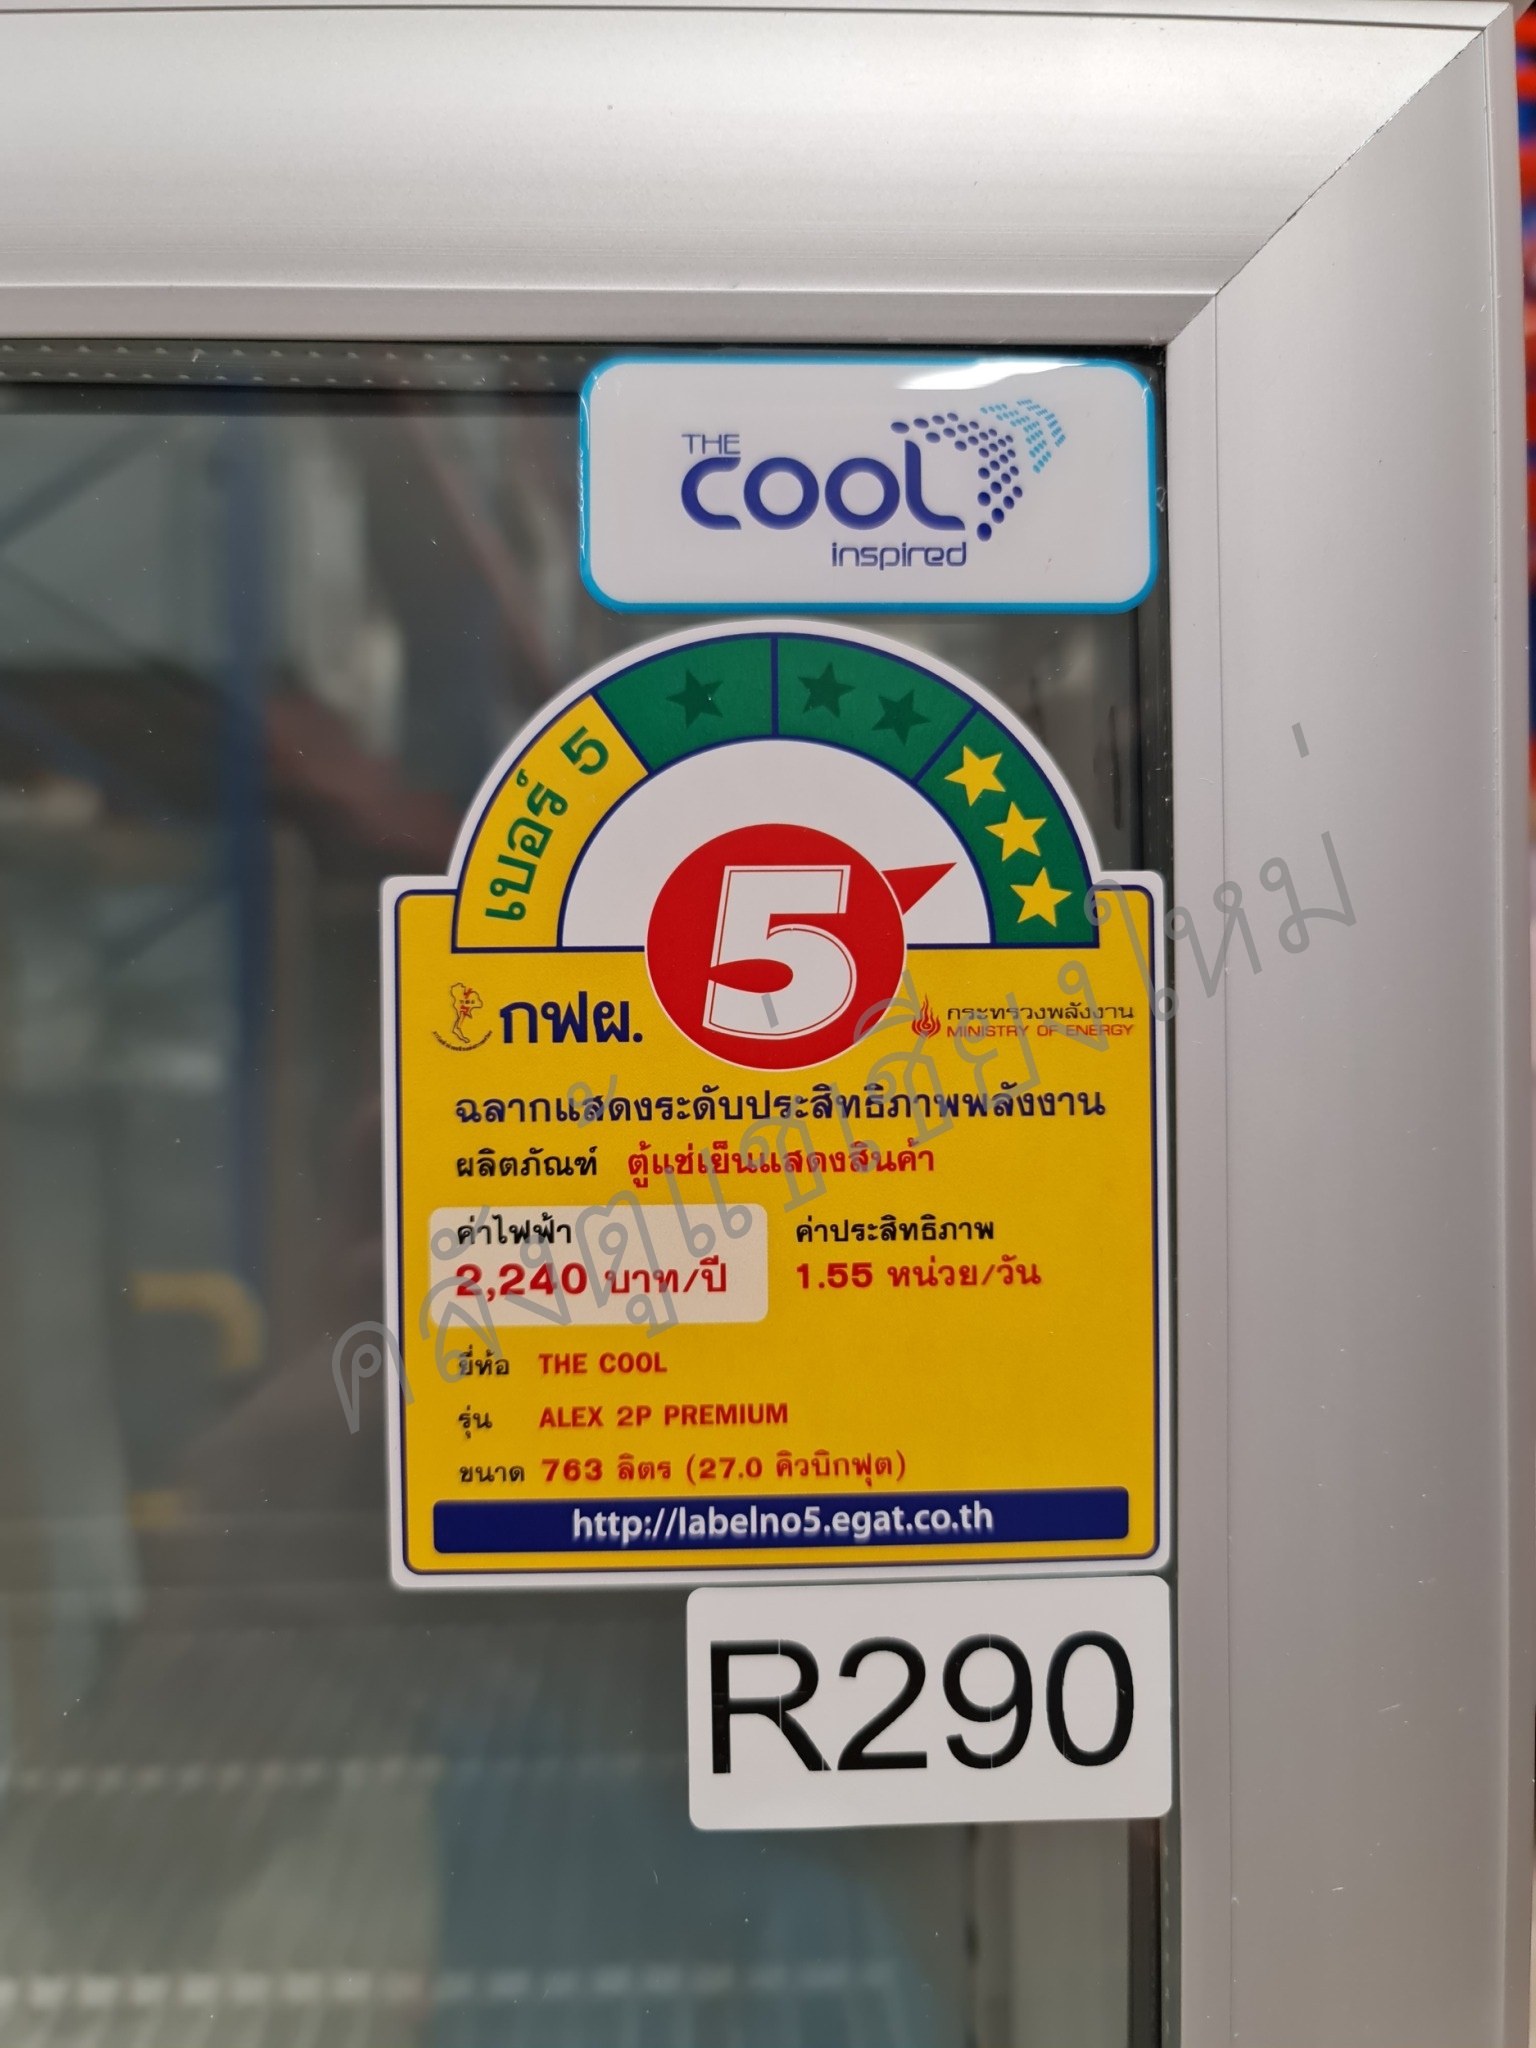 THE
COOL
inspired
เบอร์ 5
5
กฟผ.
กระทรวงพลังงาน
MINISTRY OF ENERGY
ฉลากแสดงระดับประสิทธิภาพพลังงาน
ผลิตภัณฑ์ ตู้แช่เย็นแสดงสินค้า
ค่าไฟฟ้า
2,240 บาท/ปี
ค่าประสิทธิภาพ
1.55 หน่วย/วัน
ยี่ห้อ THE COOL
รุ่น ALEX 2P PREMIUM
ขนาด 763 ลิตร (27.0 คิวบิกฟุต)
http://labelno5.egat.co.th
R290
คลังตู้แช่เชียงใหม่